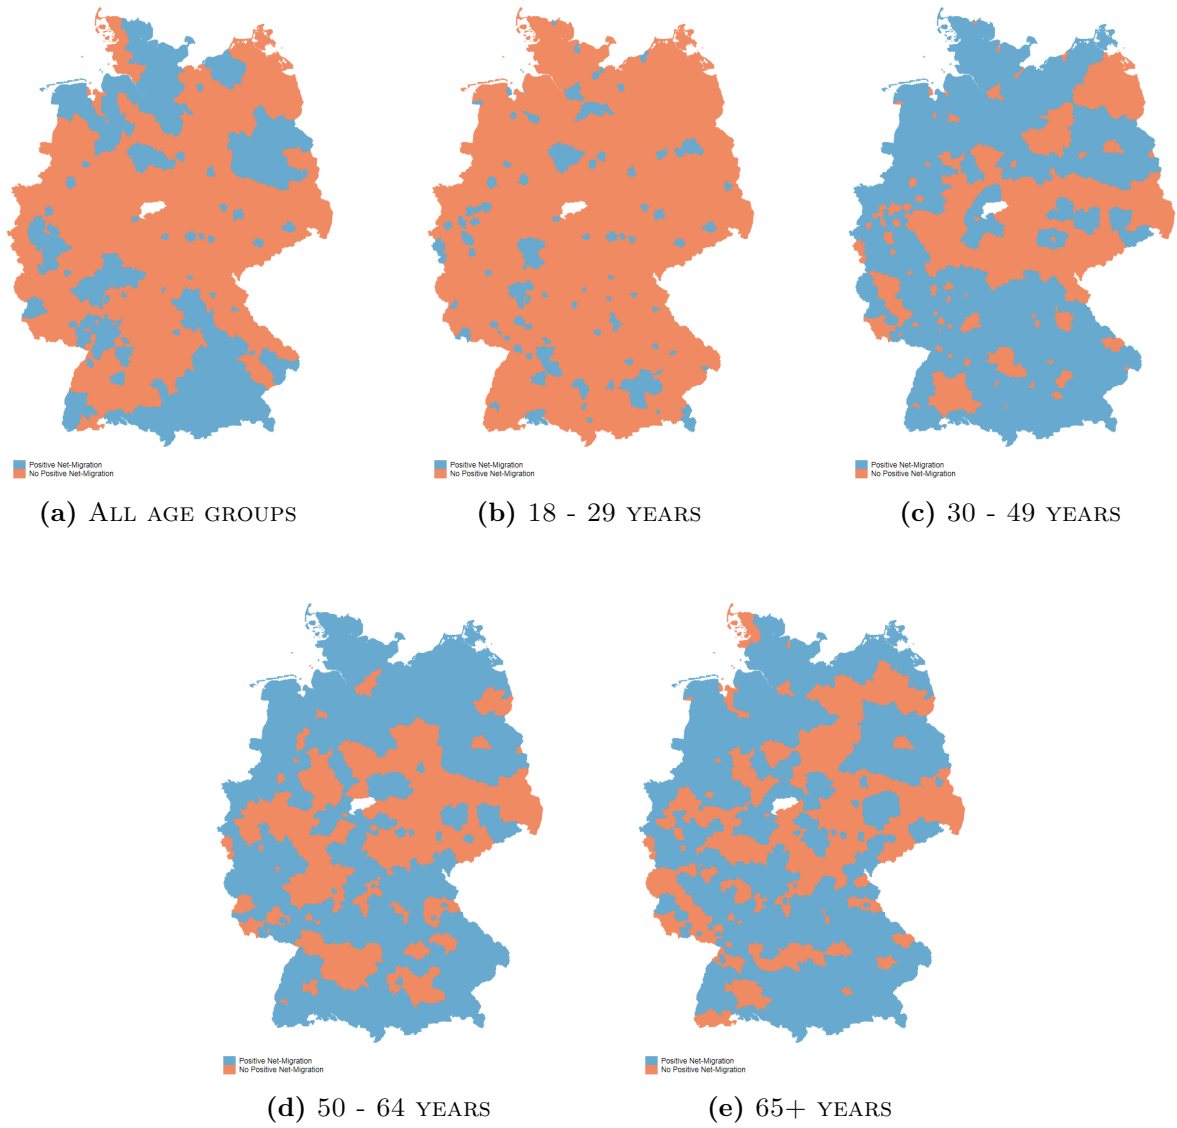 Positive Net-Migration
No Positive Net-Migration
Positive Net-Migration
No Positive Net-Migration
Positive Net-Migration
No Positive Net-Migration
(a) ALL AGE GROUPS
(b) 18 - 29 YEARS
(c) 30 - 49 YEARS
Positive Net-Migration
No Positive Net-Migration
Positive Net-Migration
No Positive Net-Migration
(d) 50 - 64 YEARS
(e) 65+ YEARS